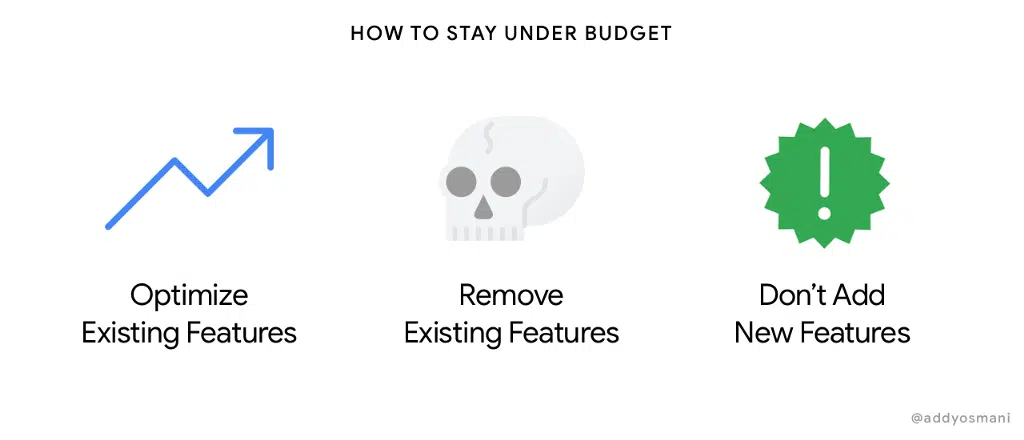 HOW TO STAY UNDER BUDGET
Optimize
Existing Features
Remove
Existing Features
Don’t Add
New Features
@addyosmani